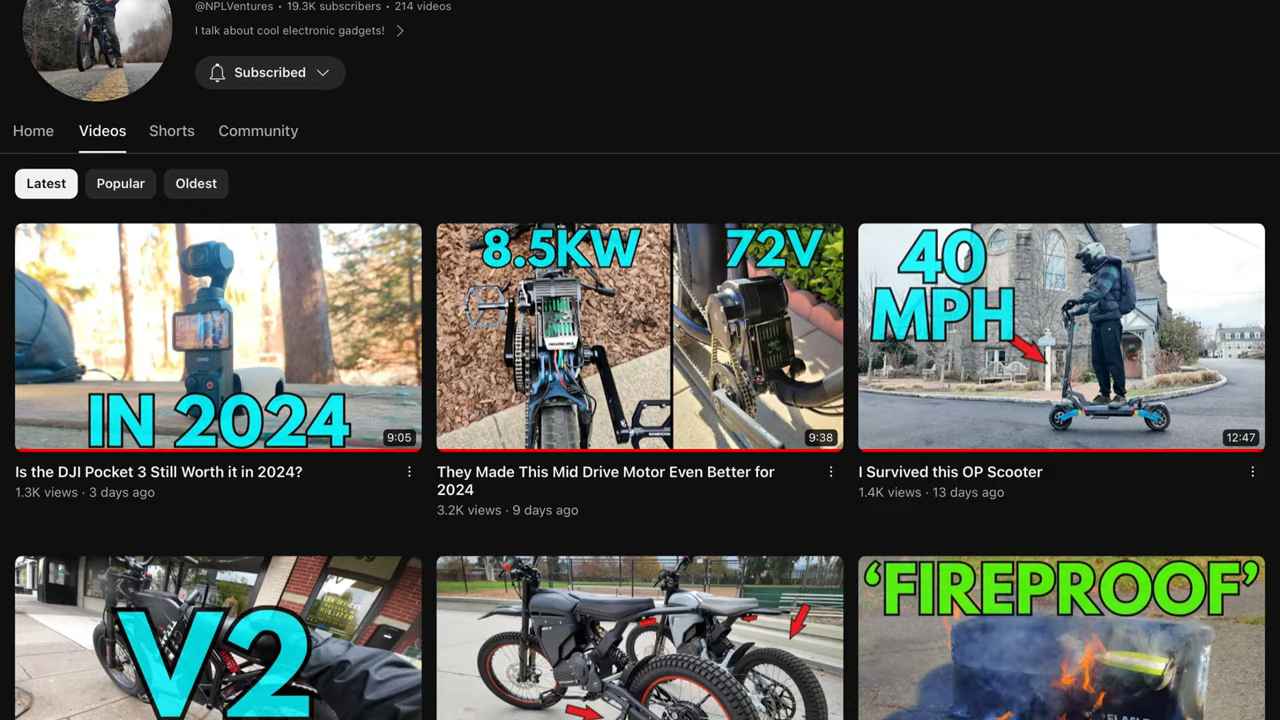 @NPLVentures • 19.3K subscribers • 214 videos
I talk about cool electronic gadgets!
Subscribed
Home Videos Shorts Community
Latest Popular Oldest
IN 2024
9:05
8.5KW 72V
9:38
40
MPH
12:47
Is the DJI Pocket 3 Still Worth it in 2024?
1.3K views · 3 days ago
They Made This Mid Drive Motor Even Better for
2024
3.2K views · 9 days ago
I Survived this OP Scooter
1.4K views · 13 days ago
V2
‘FIREPROOF’